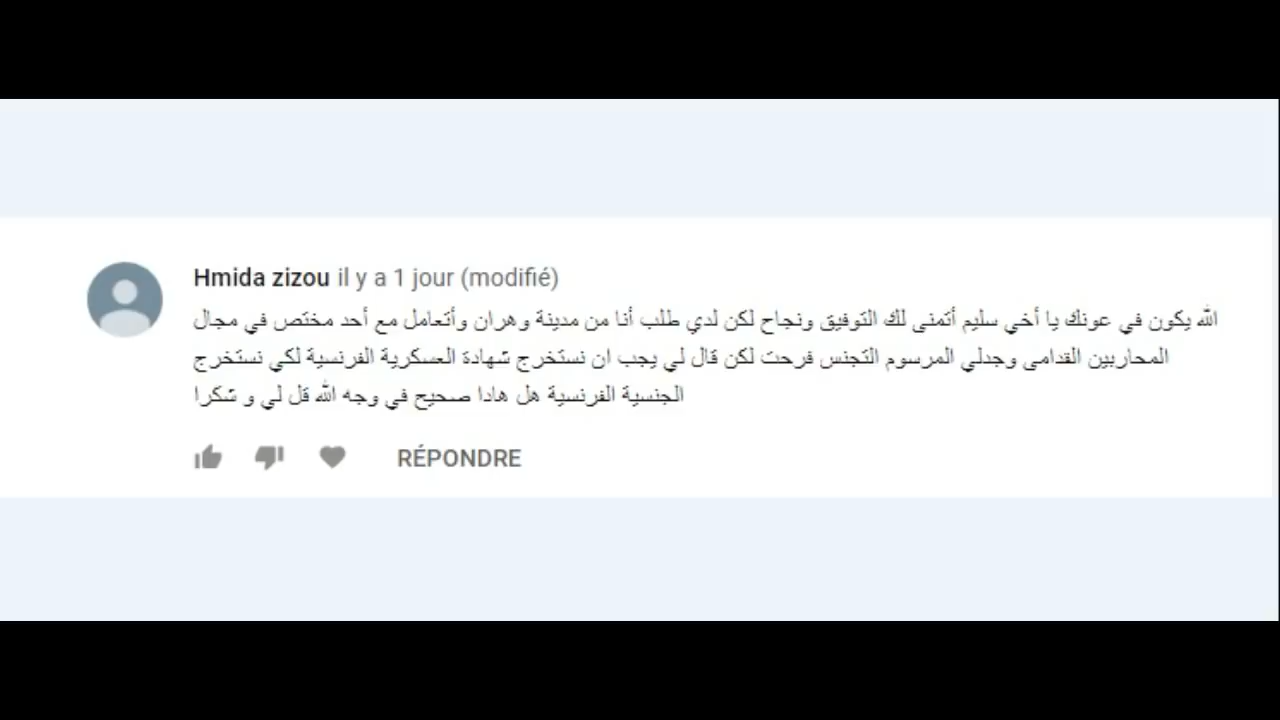 Hmida zizou il y a 1 jour (modifié)
الله يكون في عونك يا أخي سليم أتمنى لك التوفيق ونجاح لكن لدي طلب أنا من مدينة وهران وأتعامل مع أحد مختص في مجال
المحاربين القدامى وجدلي المرسوم التجنس فرحت لكن قال لي يجب ان نستخرج شهادة العسكرية الفرنسية لكي نستخرج
الجنسية الفرنسية هل هادا صحيح في وجه الله قل لي و شكرا
RÉPONDRE